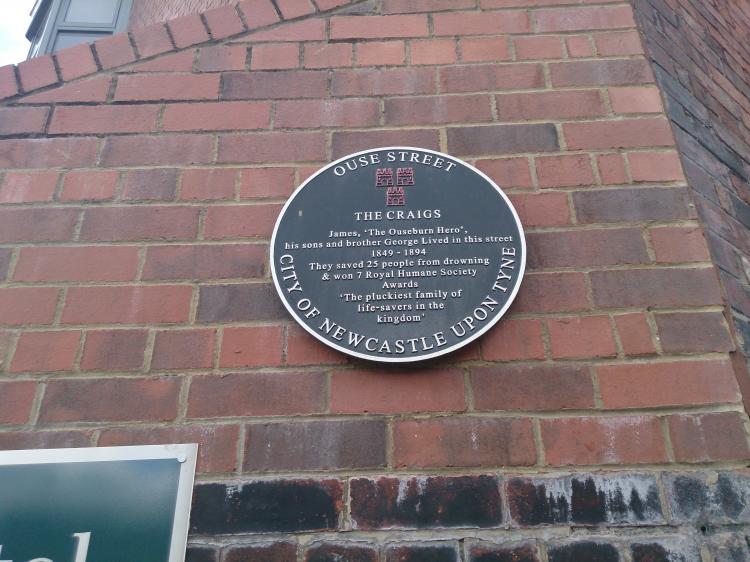 OUSE STREET
THE CRAIGS
James, 'The Ouseburn Hero',
his sons and brother George Lived in this street
1849 - 1894
They saved 25 people from drowning
& won 7 Royal Humane Society
Awards
'The pluckiest family of
life-savers in the
kingdom'
CITY OF NEWCASTLE UPON TYNE